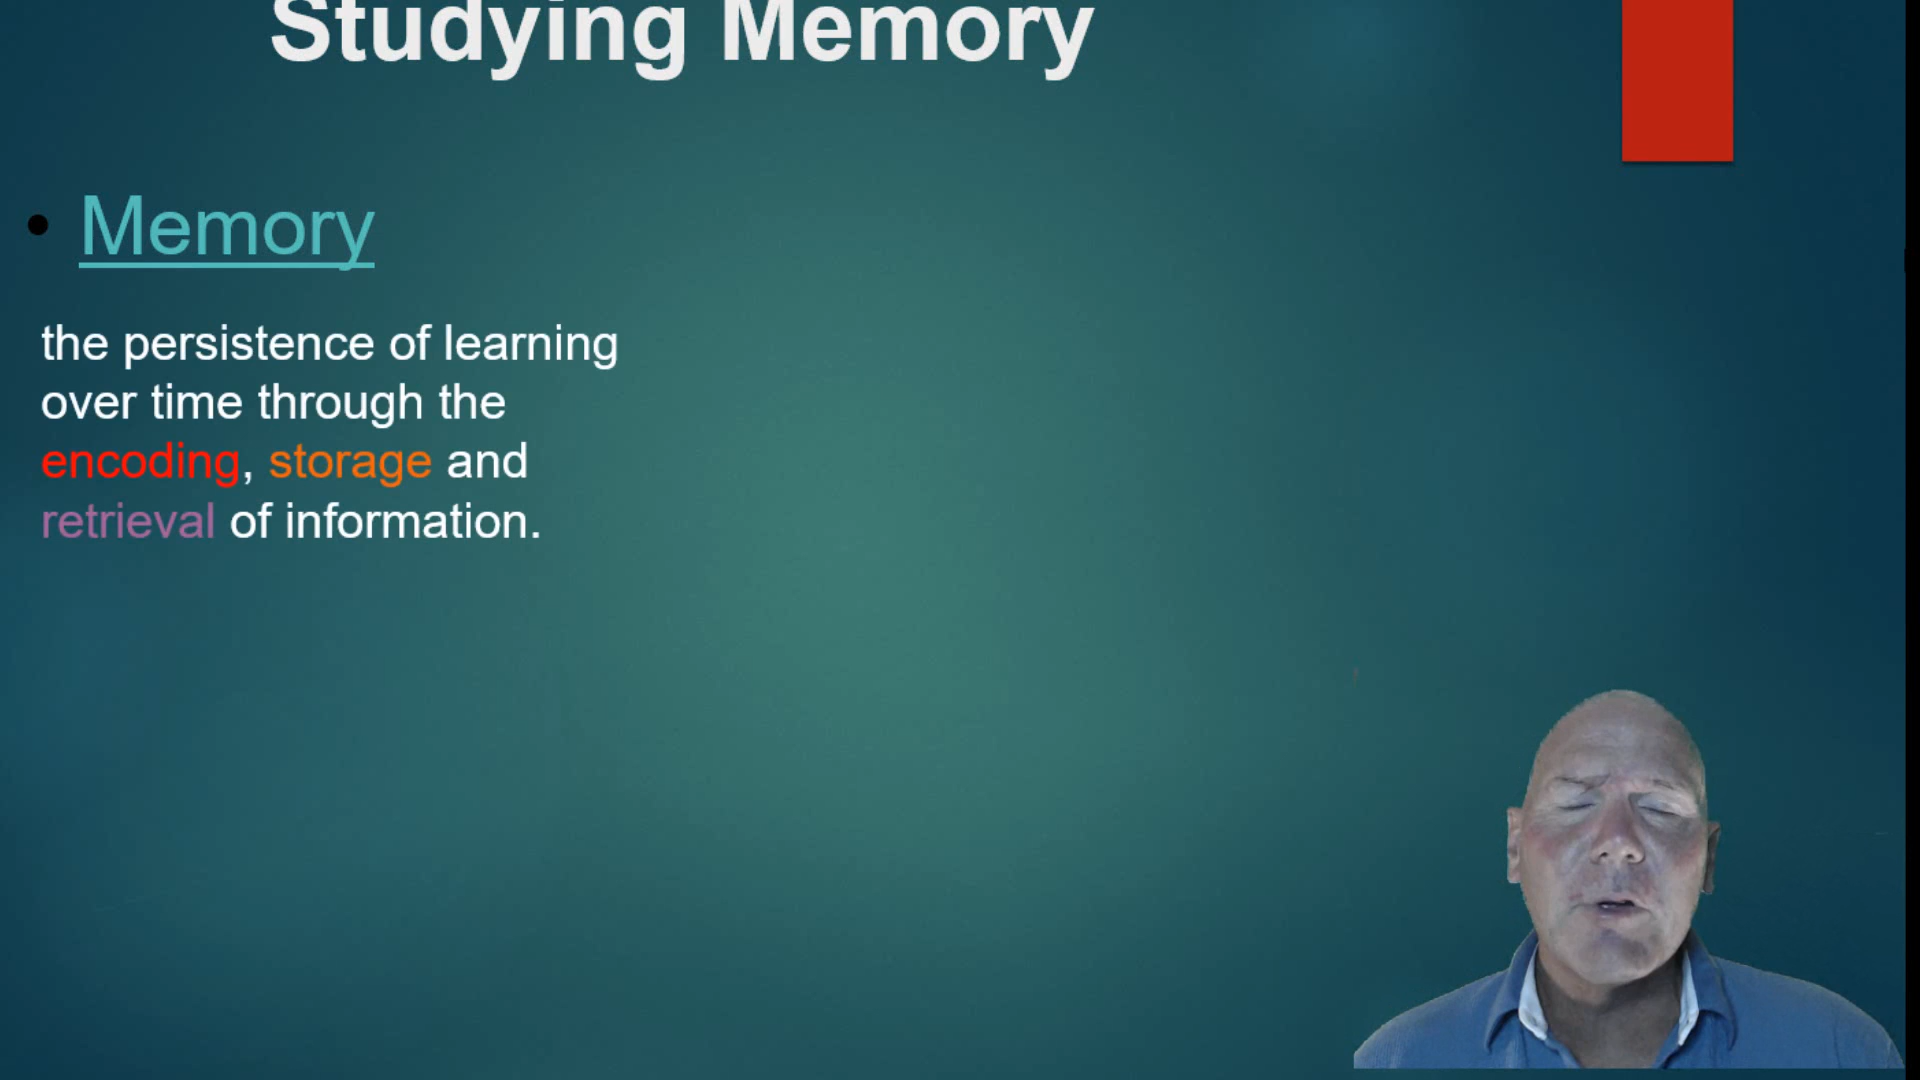 Studying Memory
• Memory
the persistence of learning
over time through the
encoding, storage and
retrieval of information.